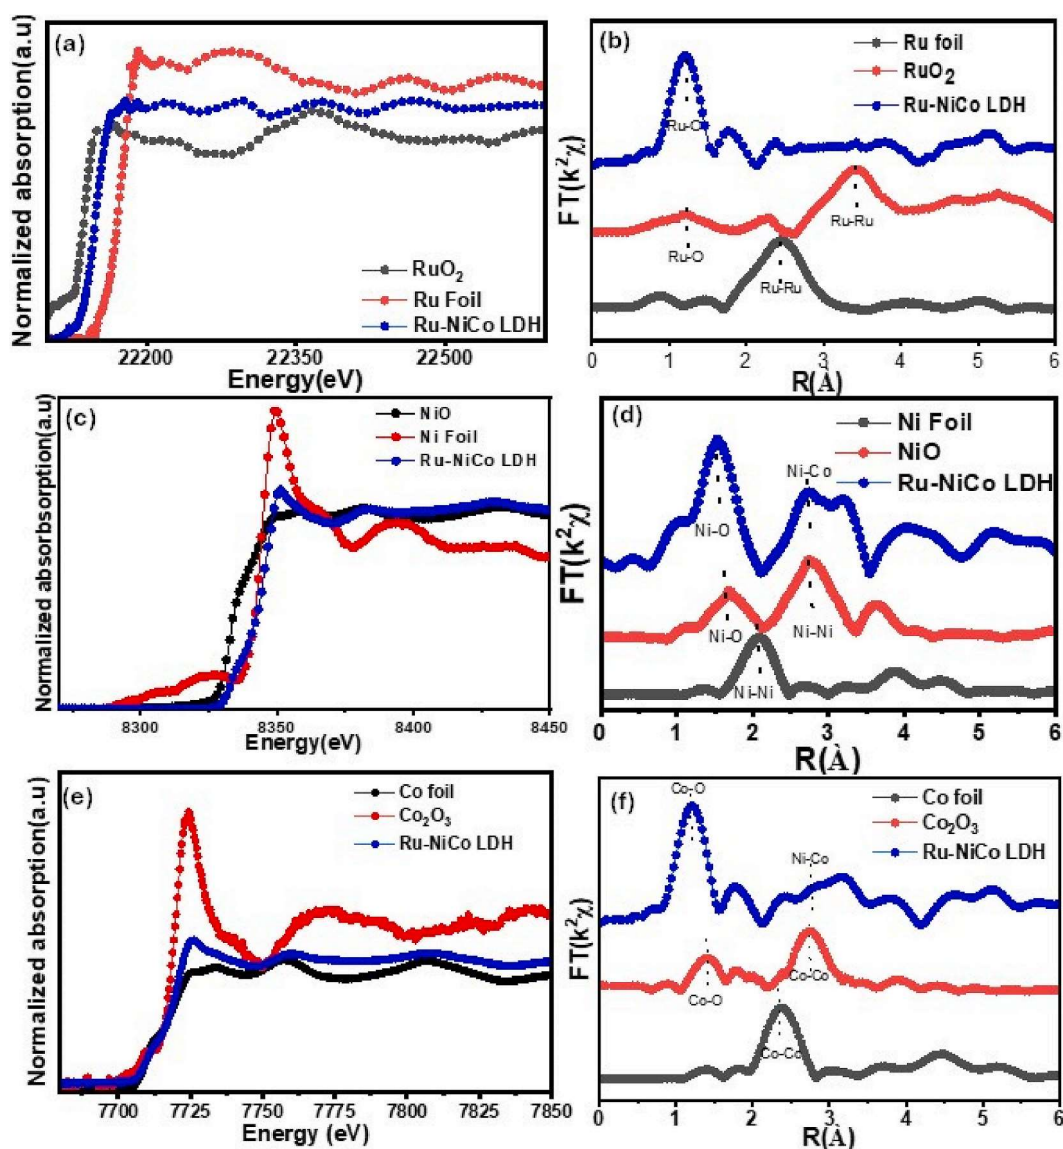 (a)
Normalized absorption(a.u)
RuO2
Ru Foil
Ru-NiCo LDH
22200 22350 22500
Energy(eV)
(b)
FT(k²χ)
Ru foil
RuO2
Ru-NiCo LDH
Ru-O
Ru-Ru
Ru-O
Ru-Ru
0 1 2 3 4 5 6
R(Å)
(c)
Normalized absorbsorption(a.u)
NiO
Ni Foil
Ru-NiCo LDH
8300 8350 8400 8450
Energy(eV)
(d)
FT(k²χ)
Ni Foil
NiO
Ru-NiCo LDH
Ni-Co
Ni-O
Ni-O
Ni-Ni
Ni-Ni
0 1 2 3 4 5 6
R(Å)
(e)
Normalized absorption(a.u)
Co foil
Co2O3
Ru-NiCo LDH
7700 7725 7750 7775 7800 7825 7850
Energy (eV)
(f)
FT(k²χ)
Co-O
Co foil
Co2O3
Ru-NiCo LDH
Ni-Co
Co-Co
Co-O
Co-Co
0 1 2 3 4 5 6
R(Å)